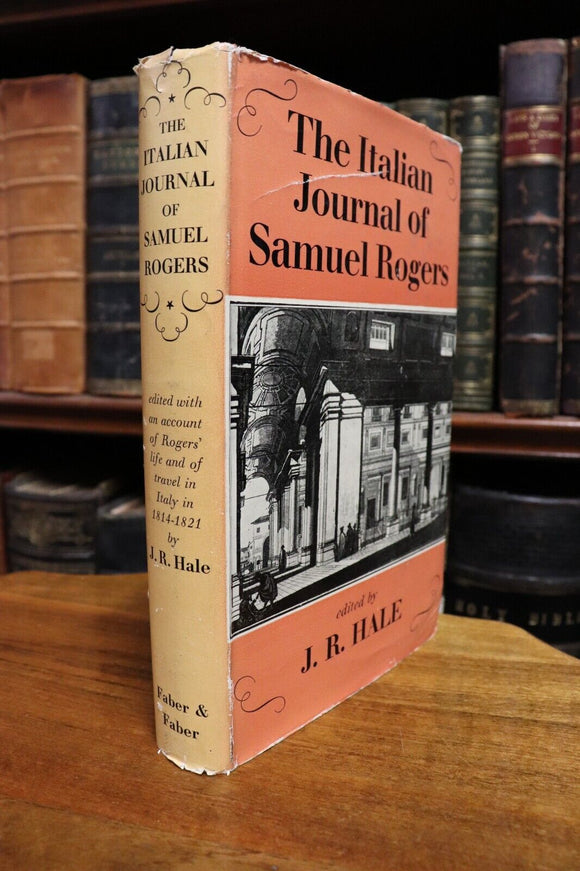 THE
ITALIAN
JOURNAL
OF
SAMUEL
ROGERS
edited with
an account
of Rogers'
life and of
travel in
Italy in
1814-1821
by
J. R. Hale
Faber &
Faber
The Italian
Journal of
Samuel Rogers
edited by
J. R. HALE
HOLY BIBLE